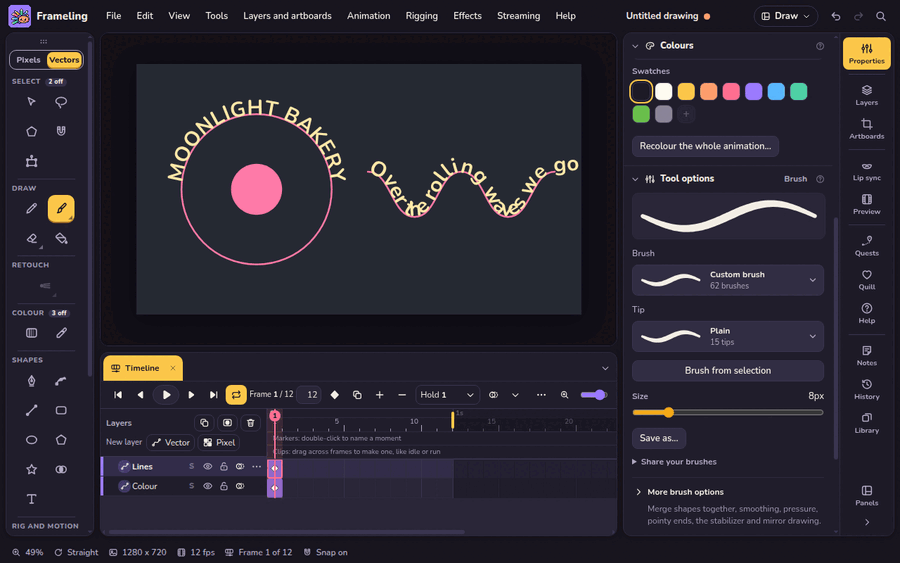 Frameling
File Edit View Tools Layers and artboards Animation Rigging Effects Streaming Help
Untitled drawing
Draw
Pixels Vectors
SELECT 2 off
DRAW
RETOUCH
COLOUR 3 off
SHAPES
RIG AND MOTION
MOONLIGHT BAKERY
Over the rolling waves we go
Timeline
Frame 1 / 12
12
Hold 1
Layers
1
5
10
1s
15
20
New layer Vector Pixel
Markers: double-click to name a moment
Clips: drag across frames to make one, like idle or run
Lines S
Colour S
Colours
Swatches
Recolour the whole animation...
Tool options Brush
Brush
Custom brush
62 brushes
Tip
Plain
15 tips
Brush from selection
Size 8px
Save as...
Share your brushes
More brush options
Merge shapes together, smoothing, pressure,
pointy ends, the stabilizer and mirror drawing.
Properties
Layers
Artboards
Lip sync
Preview
Quests
Quill
Help
Notes
History
Library
Panels
49% Straight 1280 x 720 12 fps Frame 1 of 12 Snap on